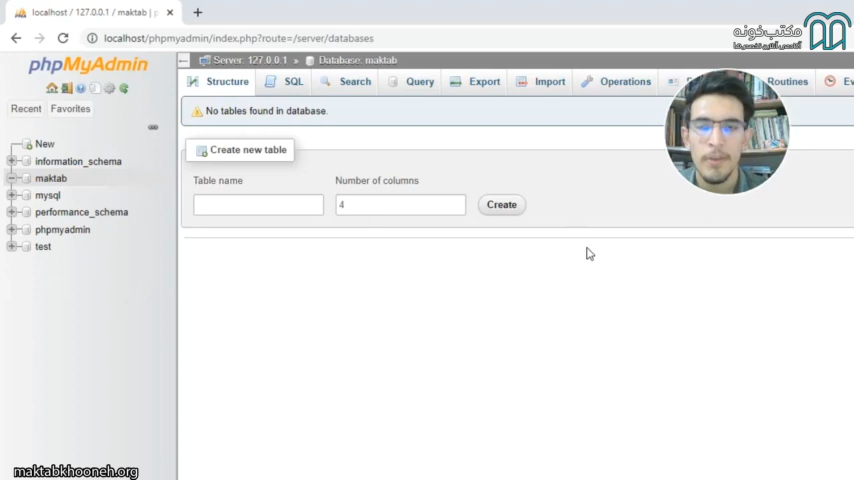 localhost / 127.0.0.1 / maktab | p
localhost/phpmyadmin/index.php?route=/server/databases
مکتب‌خونه
phpMyAdmin
Server: 127.0.0.1 » Database: maktab
Structure SQL Search Query Export Import Operations Routines Ev
Recent Favorites
No tables found in database.
New
information_schema
maktab
mysql
performance_schema
phpmyadmin
test
Create new table
Table name Number of columns
4 Create
maktabkhooneh.org